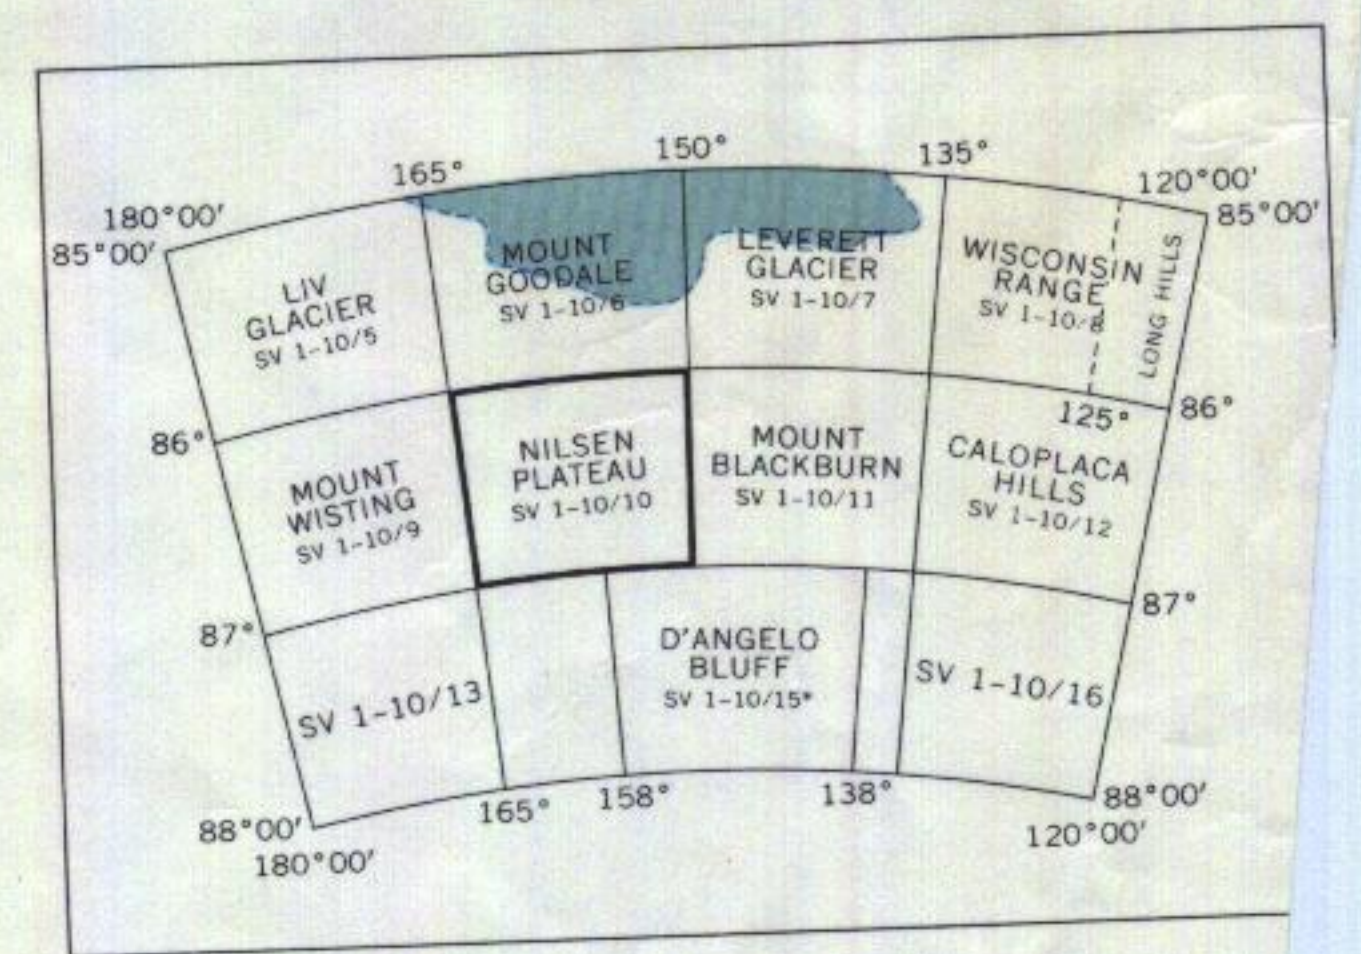 150°
135°
165°
120°00′
180°00′
85°00′
85°00′
MOUNT
GOODALE
SV 1-10/6
LEVERETT
GLACIER
SV 1-10/7
WISCONSIN
RANGE
SV 1-10/8
LONG HILLS
LIV
GLACIER
SV 1-10/5
86°
125°
86°
MOUNT
WISTING
SV 1-10/9
NILSEN
PLATEAU
SV 1-10/10
MOUNT
BLACKBURN
SV 1-10/11
CALOPLACA
HILLS
SV 1-10/12
87°
87°
SV 1-10/13
D'ANGELO
BLUFF
SV 1-10/15*
SV 1-10/16
165°
158°
138°
88°00′
88°00′
180°00′
120°00′